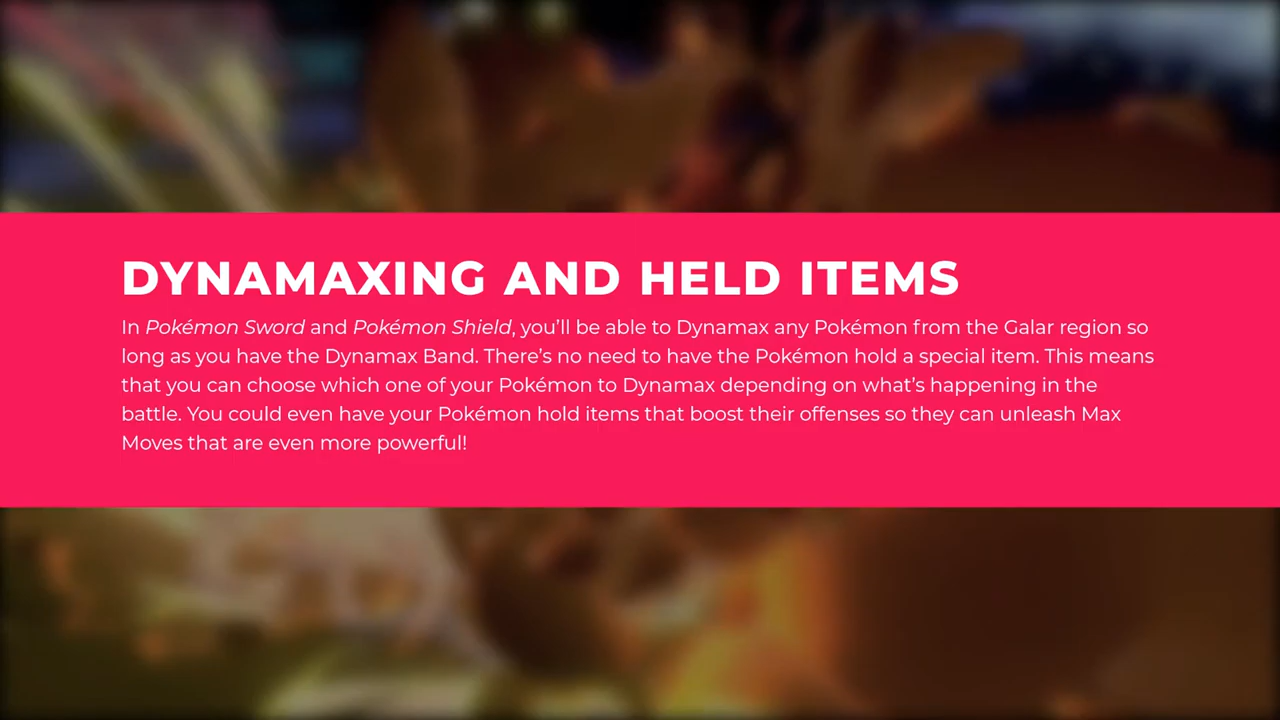 DYNAMAXING AND HELD ITEMS
In Pokémon Sword and Pokémon Shield, you’ll be able to Dynamax any Pokémon from the Galar region so
long as you have the Dynamax Band. There’s no need to have the Pokémon hold a special item. This means
that you can choose which one of your Pokémon to Dynamax depending on what’s happening in the
battle. You could even have your Pokémon hold items that boost their offenses so they can unleash Max
Moves that are even more powerful!